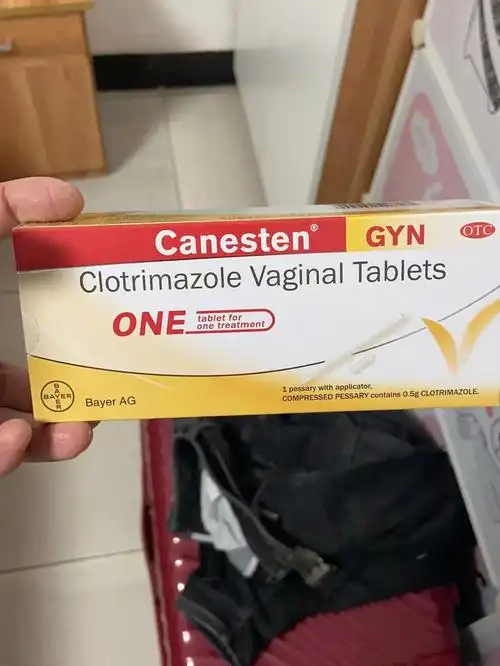 Canesten® GYN OTC
Clotrimazole Vaginal Tablets
ONE tablet for
one treatment
1 pessary with applicator,
COMPRESSED PESSARY contains 0.5g CLOTRIMAZOLE.
BAYER
BAYER
Bayer AG